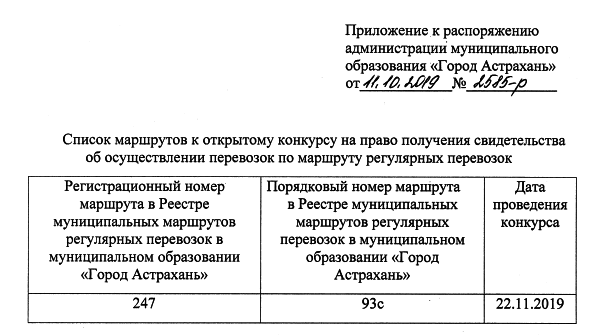 Приложение к распоряжению
администрации муниципального
образования «Город Астрахань»
от 11.10.2019 № 2585-р
Список маршрутов к открытому конкурсу на право получения свидетельства
об осуществлении перевозок по маршруту регулярных перевозок
Регистрационный номер
маршрута в Реестре
муниципальных маршрутов
регулярных перевозок в
муниципальном образовании
«Город Астрахань»
Порядковый номер маршрута
в Реестре муниципальных
маршрутов регулярных
перевозок в муниципальном
образовании «Город
Астрахань»
Дата
проведения
конкурса
247
93с
22.11.2019